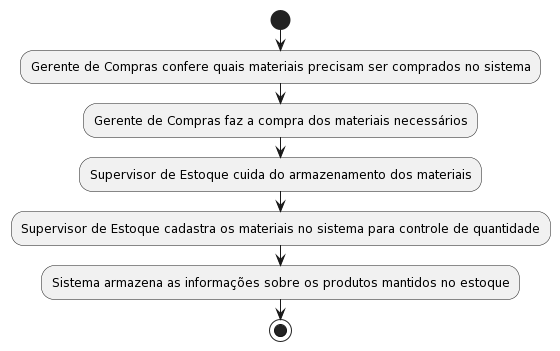 Gerente de Compras confere quais materiais precisam ser comprados no sistema
Gerente de Compras faz a compra dos materiais necessários
Supervisor de Estoque cuida do armazenamento dos materiais
Supervisor de Estoque cadastra os materiais no sistema para controle de quantidade
Sistema armazena as informações sobre os produtos mantidos no estoque